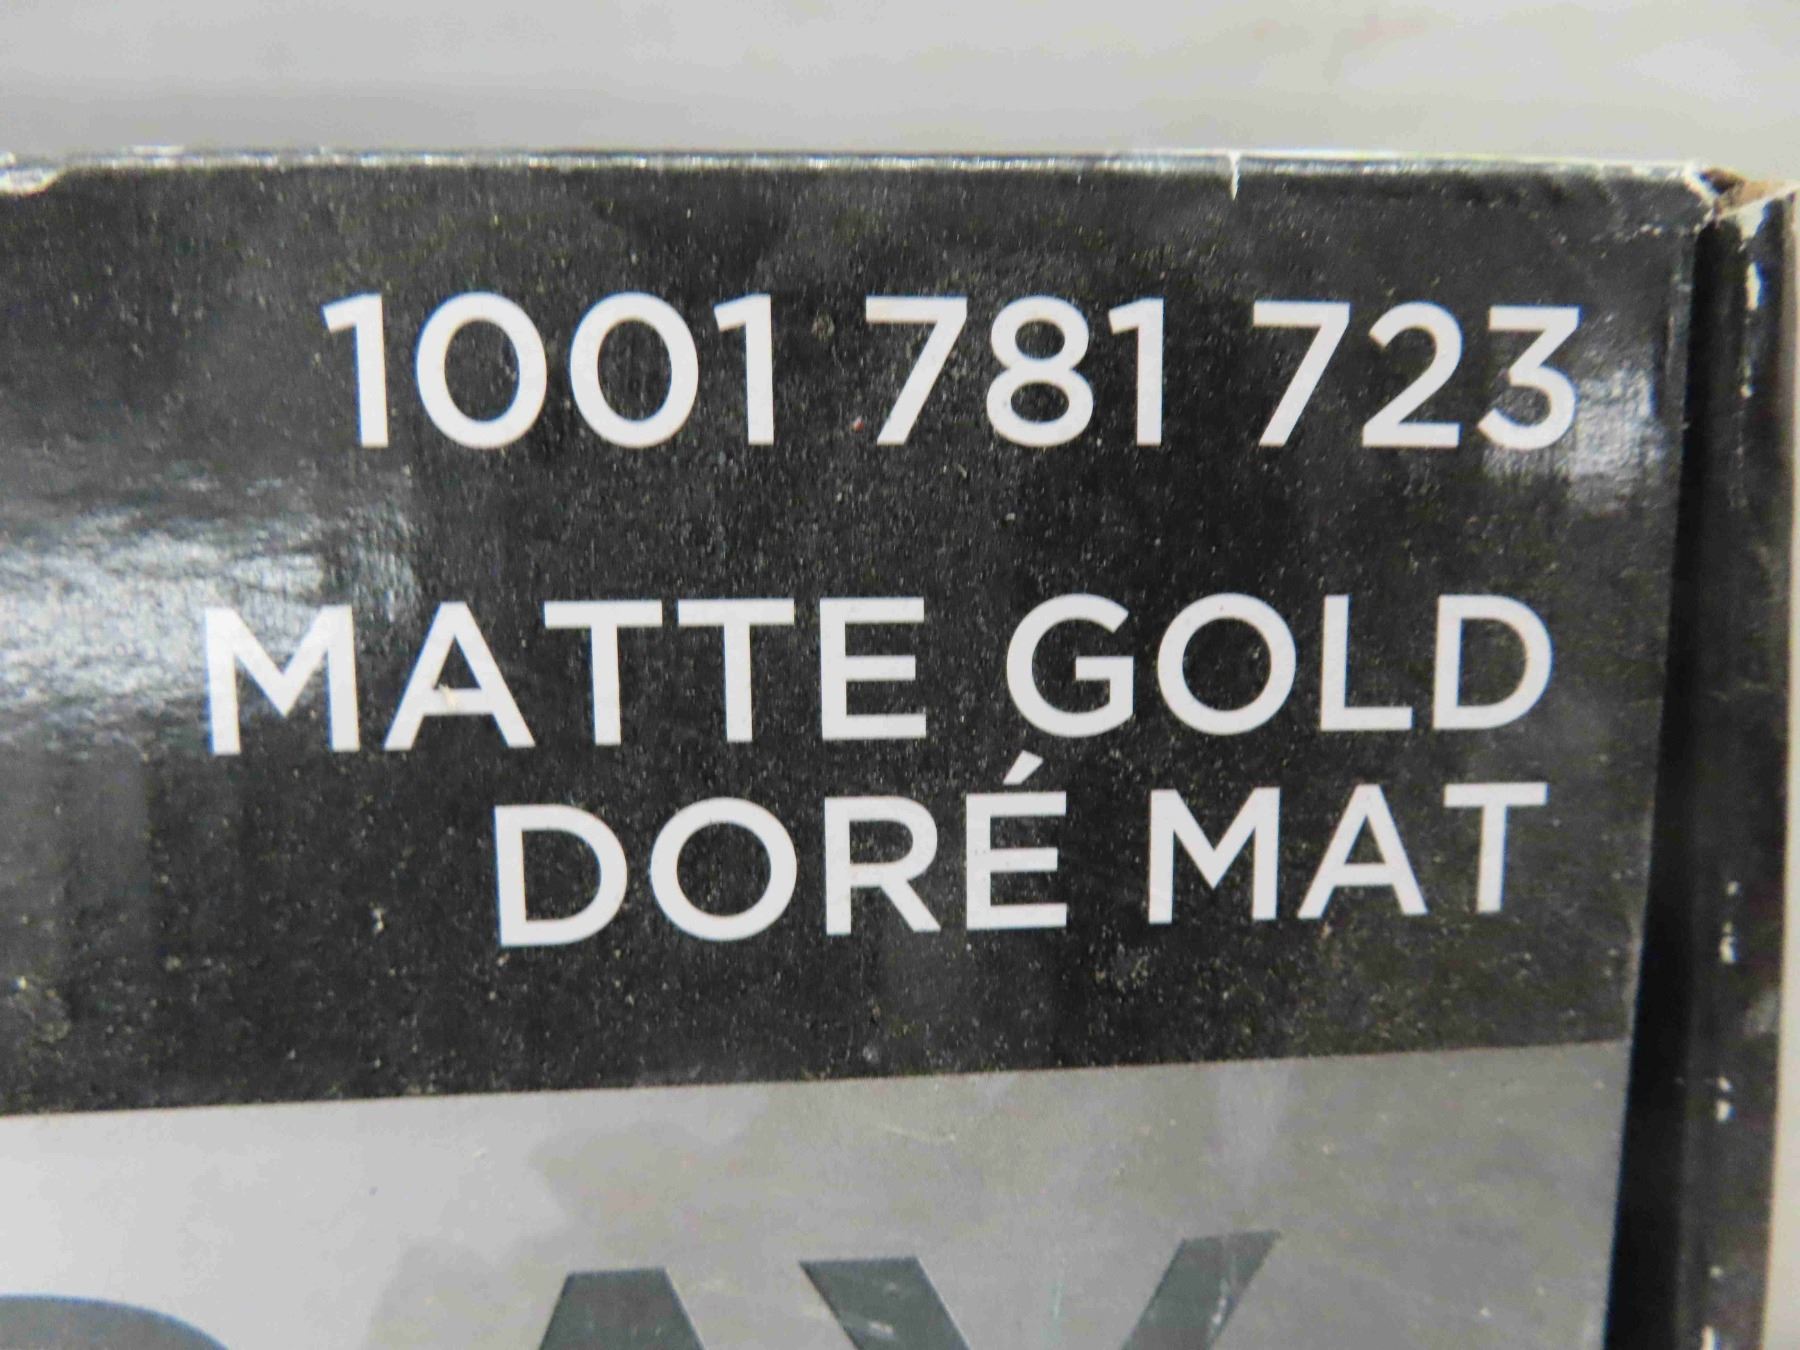 1001 781 723
MATTE GOLD
DORÉ MAT